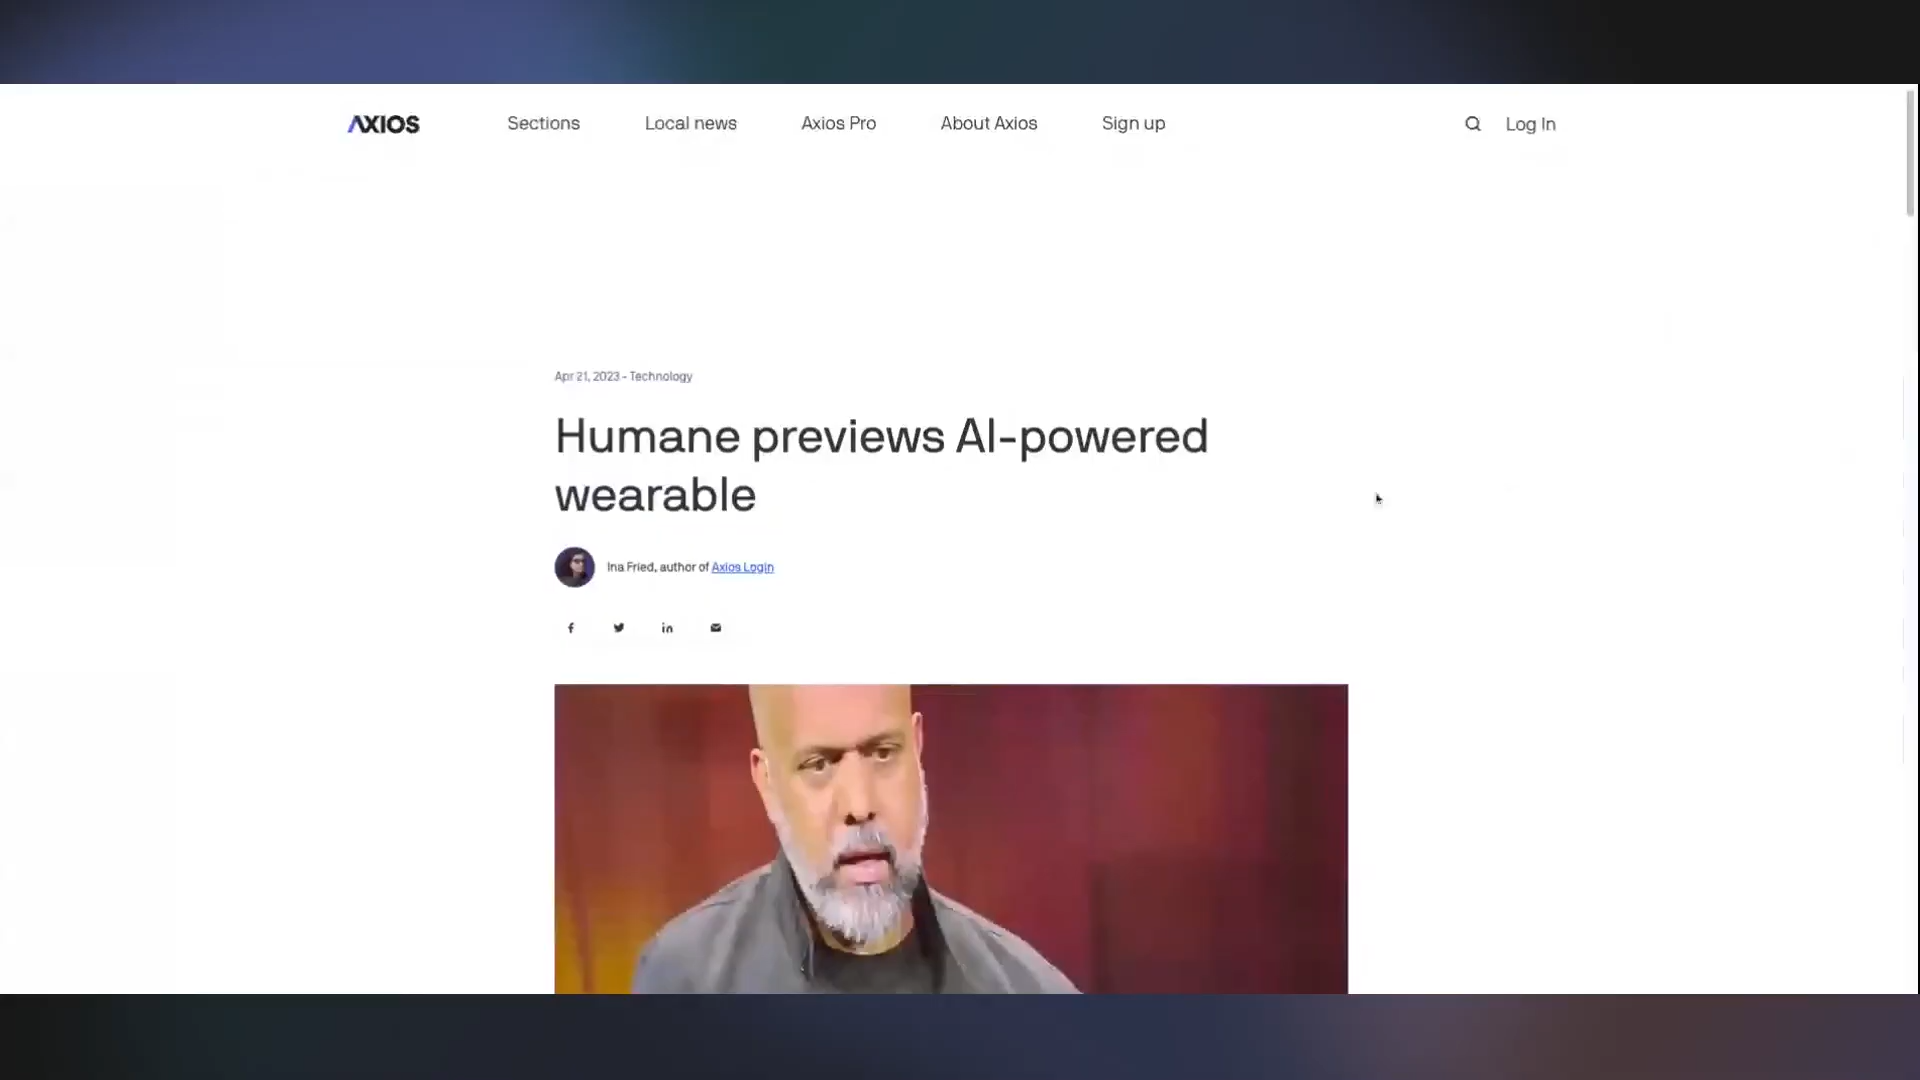 AXIOS
Sections
Local news
Axios Pro
About Axios
Sign up
Log In
Apr 21, 2023 - Technology
Humane previews AI-powered
wearable
Ina Fried, author of Axios Login